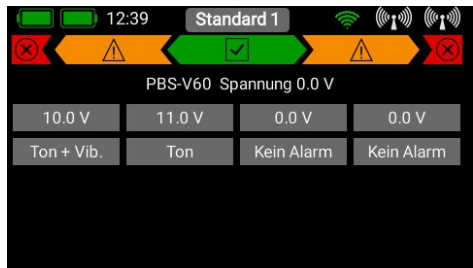 12:39 Standard 1
PBS-V60 Spannung 0.0 V
10.0 V 11.0 V 0.0 V 0.0 V
Ton + Vib. Ton Kein Alarm Kein Alarm